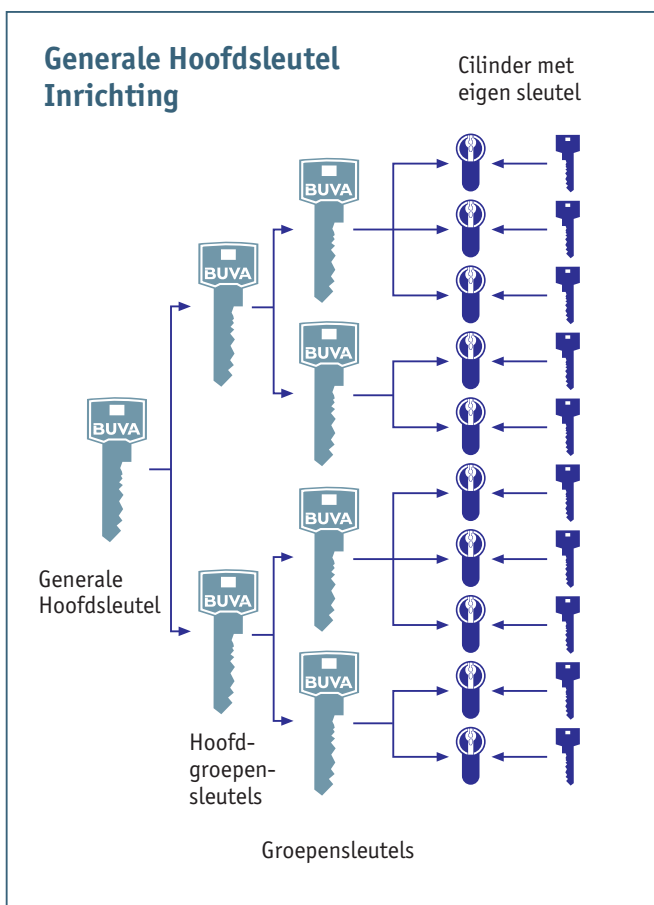 Generale Hoofdsleutel
Inrichting
Cilinder met
eigen sleutel
BUVA
BUVA
BUVA
BUVA
BUVA
BUVA
BUVA
Generale
Hoofdsleutel
Hoofd-
groepen-
sleutels
Groepensleutels